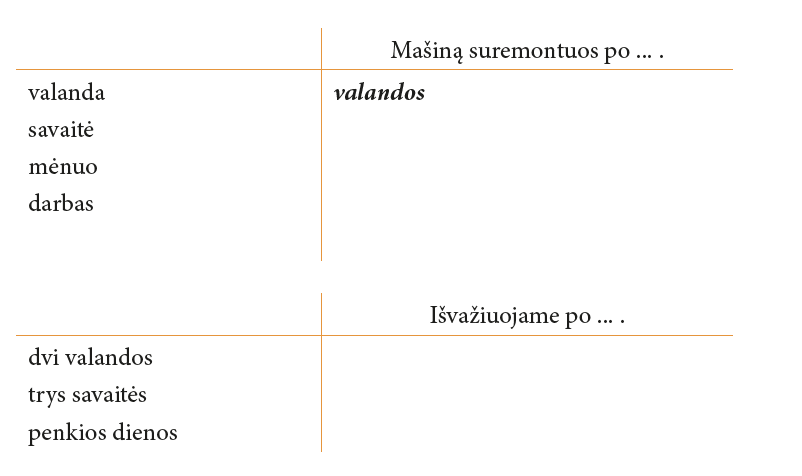 Mašiną suremontuos po ... .
valanda valandos
savaitė
mėnuo
darbas
Išvažiuojame po ... .
dvi valandos
trys savaitės
penkios dienos